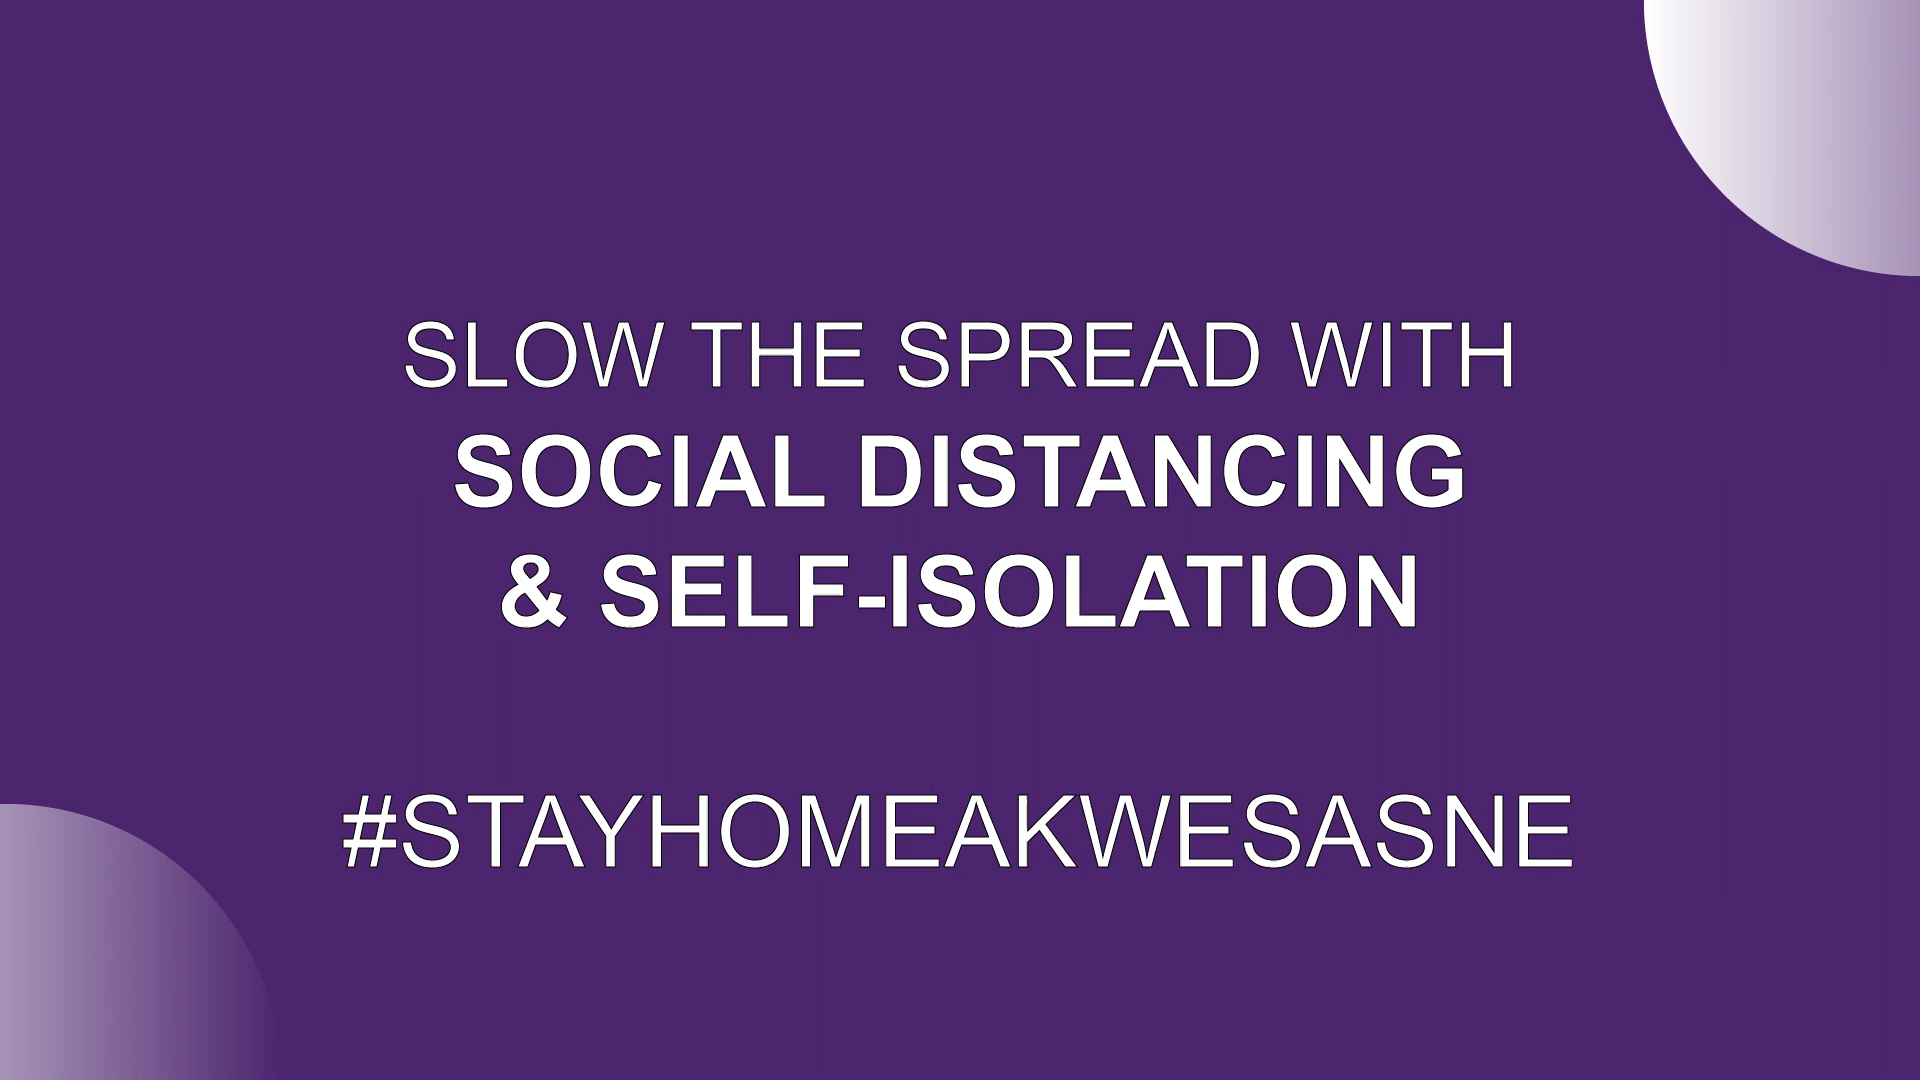 SLOW THE SPREAD WITH
SOCIAL DISTANCING
& SELF-ISOLATION
#STAYHOMEAKWESASNE